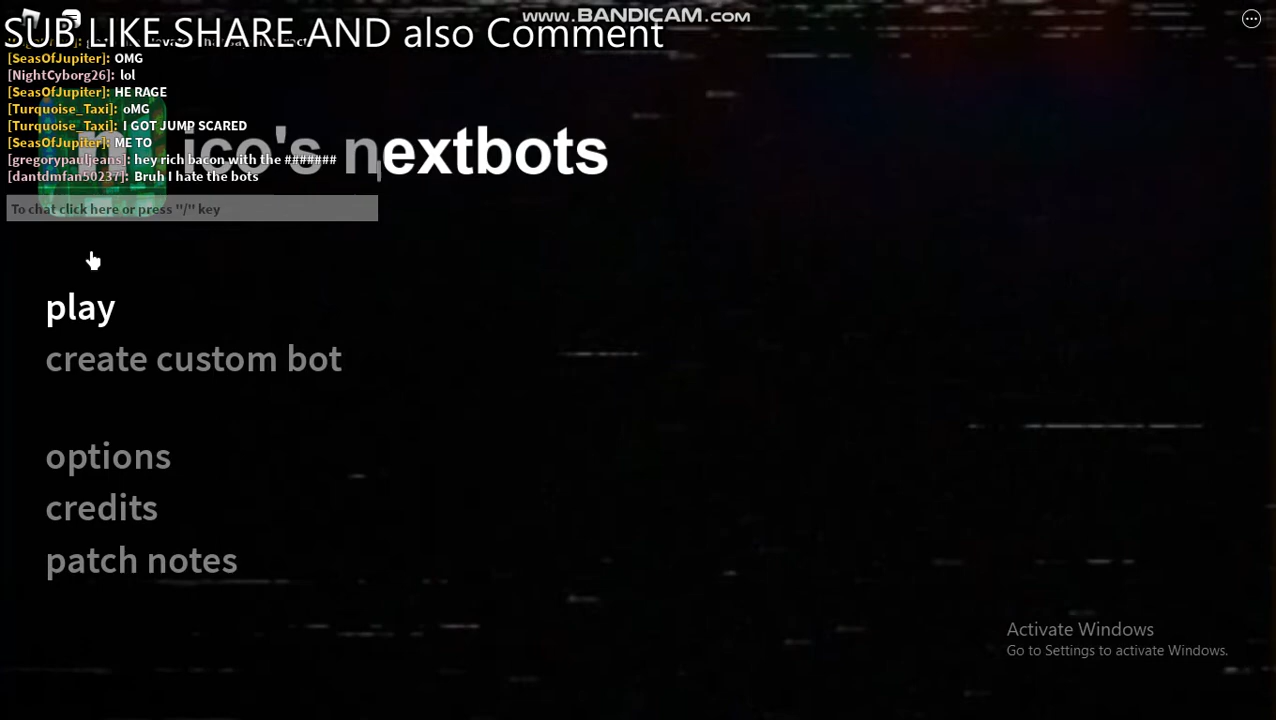 www.BANDICAM.com
SUB LIKE SHARE AND also Comment
[SeasOfJupiter]: OMG
[NightCyborg26]: lol
[SeasOfJupiter]: HE RAGE
[Turquoise_Taxi]: oMG
[Turquoise_Taxi]: I GOT JUMP SCARED
[SeasOfJupiter]: ME TO
[gregorypauljeans]: hey rich bacon with the #######
[dantdmfan50237]: Bruh I hate the bots
n ico's nextbots
To chat click here or press "/" key
play
create custom bot
options
credits
patch notes
Activate Windows
Go to Settings to activate Windows.